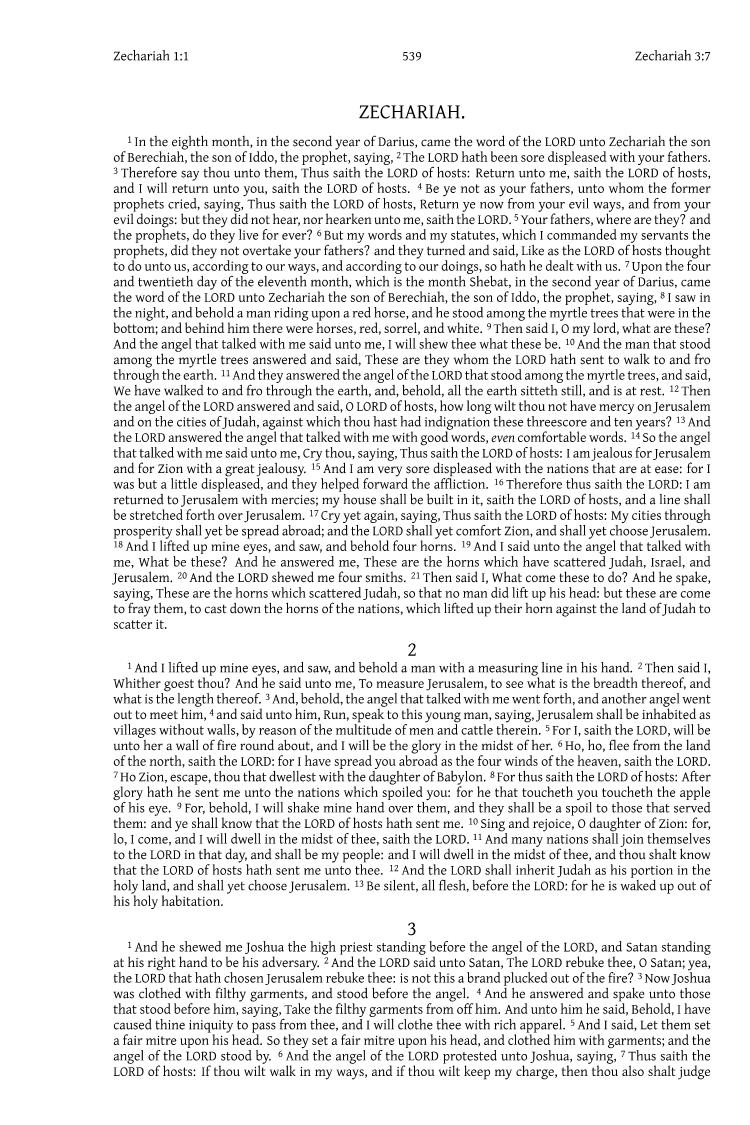 Zechariah 1:1 539 Zechariah 3:7
ZECHARIAH.
1 In the eighth month, in the second year of Darius, came the word of the LORD unto Zechariah the son
of Berechiah, the son of Iddo, the prophet, saying, 2 The LORD hath been sore displeased with your fathers.
3 Therefore say thou unto them, Thus saith the LORD of hosts: Return unto me, saith the LORD of hosts,
and I will return unto you, saith the LORD of hosts. 4 Be ye not as your fathers, unto whom the former
prophets cried, saying, Thus saith the LORD of hosts, Return ye now from your evil ways, and from your
evil doings: but they did not hear, nor hearken unto me, saith the LORD. 5 Your fathers, where are they? and
the prophets, do they live for ever? 6 But my words and my statutes, which I commanded my servants the
prophets, did they not overtake your fathers? and they turned and said, Like as the LORD of hosts thought
to do unto us, according to our ways, and according to our doings, so hath he dealt with us. 7 Upon the four
and twentieth day of the eleventh month, which is the month Shebat, in the second year of Darius, came
the word of the LORD unto Zechariah the son of Berechiah, the son of Iddo, the prophet, saying, 8 I saw in
the night, and behold a man riding upon a red horse, and he stood among the myrtle trees that were in the
bottom; and behind him there were horses, red, sorrel, and white. 9 Then said I, O my lord, what are these?
And the angel that talked with me said unto me, I will shew thee what these be. 10 And the man that stood
among the myrtle trees answered and said, These are they whom the LORD hath sent to walk to and fro
through the earth. 11 And they answered the angel of the LORD that stood among the myrtle trees, and said,
We have walked to and fro through the earth, and, behold, all the earth sitteth still, and is at rest. 12 Then
the angel of the LORD answered and said, O LORD of hosts, how long wilt thou not have mercy on Jerusalem
and on the cities of Judah, against which thou hast had indignation these threescore and ten years? 13 And
the LORD answered the angel that talked with me with good words, even comfortable words. 14 So the angel
that talked with me said unto me, Cry thou, saying, Thus saith the LORD of hosts: I am jealous for Jerusalem
and for Zion with a great jealousy. 15 And I am very sore displeased with the nations that are at ease: for I
was but a little displeased, and they helped forward the affliction. 16 Therefore thus saith the LORD: I am
returned to Jerusalem with mercies; my house shall be built in it, saith the LORD of hosts, and a line shall
be stretched forth over Jerusalem. 17 Cry yet again, saying, Thus saith the LORD of hosts: My cities through
prosperity shall yet be spread abroad; and the LORD shall yet comfort Zion, and shall yet choose Jerusalem.
18 And I lifted up mine eyes, and saw, and behold four horns. 19 And I said unto the angel that talked with
me, What be these? And he answered me, These are the horns which have scattered Judah, Israel, and
Jerusalem. 20 And the LORD shewed me four smiths. 21 Then said I, What come these to do? And he spake,
saying, These are the horns which scattered Judah, so that no man did lift up his head: but these are come
to fray them, to cast down the horns of the nations, which lifted up their horn against the land of Judah to
scatter it.
2
1 And I lifted up mine eyes, and saw, and behold a man with a measuring line in his hand. 2 Then said I,
Whither goest thou? And he said unto me, To measure Jerusalem, to see what is the breadth thereof, and
what is the length thereof. 3 And, behold, the angel that talked with me went forth, and another angel went
out to meet him, 4 and said unto him, Run, speak to this young man, saying, Jerusalem shall be inhabited as
villages without walls, by reason of the multitude of men and cattle therein. 5 For I, saith the LORD, will be
unto her a wall of fire round about, and I will be the glory in the midst of her. 6 Ho, ho, flee from the land
of the north, saith the LORD: for I have spread you abroad as the four winds of the heaven, saith the LORD.
7 Ho Zion, escape, thou that dwellest with the daughter of Babylon. 8 For thus saith the LORD of hosts: After
glory hath he sent me unto the nations which spoiled you: for he that toucheth you toucheth the apple
of his eye. 9 For, behold, I will shake mine hand over them, and they shall be a spoil to those that served
them: and ye shall know that the LORD of hosts hath sent me. 10 Sing and rejoice, O daughter of Zion: for,
lo, I come, and I will dwell in the midst of thee, saith the LORD. 11 And many nations shall join themselves
to the LORD in that day, and shall be my people: and I will dwell in the midst of thee, and thou shalt know
that the LORD of hosts hath sent me unto thee. 12 And the LORD shall inherit Judah as his portion in the
holy land, and shall yet choose Jerusalem. 13 Be silent, all flesh, before the LORD: for he is waked up out of
his holy habitation.
3
1 And he shewed me Joshua the high priest standing before the angel of the LORD, and Satan standing
at his right hand to be his adversary. 2 And the LORD said unto Satan, The LORD rebuke thee, O Satan; yea,
the LORD that hath chosen Jerusalem rebuke thee: is not this a brand plucked out of the fire? 3 Now Joshua
was clothed with filthy garments, and stood before the angel. 4 And he answered and spake unto those
that stood before him, saying, Take the filthy garments from off him. And unto him he said, Behold, I have
caused thine iniquity to pass from thee, and I will clothe thee with rich apparel. 5 And I said, Let them set
a fair mitre upon his head. So they set a fair mitre upon his head, and clothed him with garments; and the
angel of the LORD stood by. 6 And the angel of the LORD protested unto Joshua, saying, 7 Thus saith the
LORD of hosts: If thou wilt walk in my ways, and if thou wilt keep my charge, then thou also shalt judge